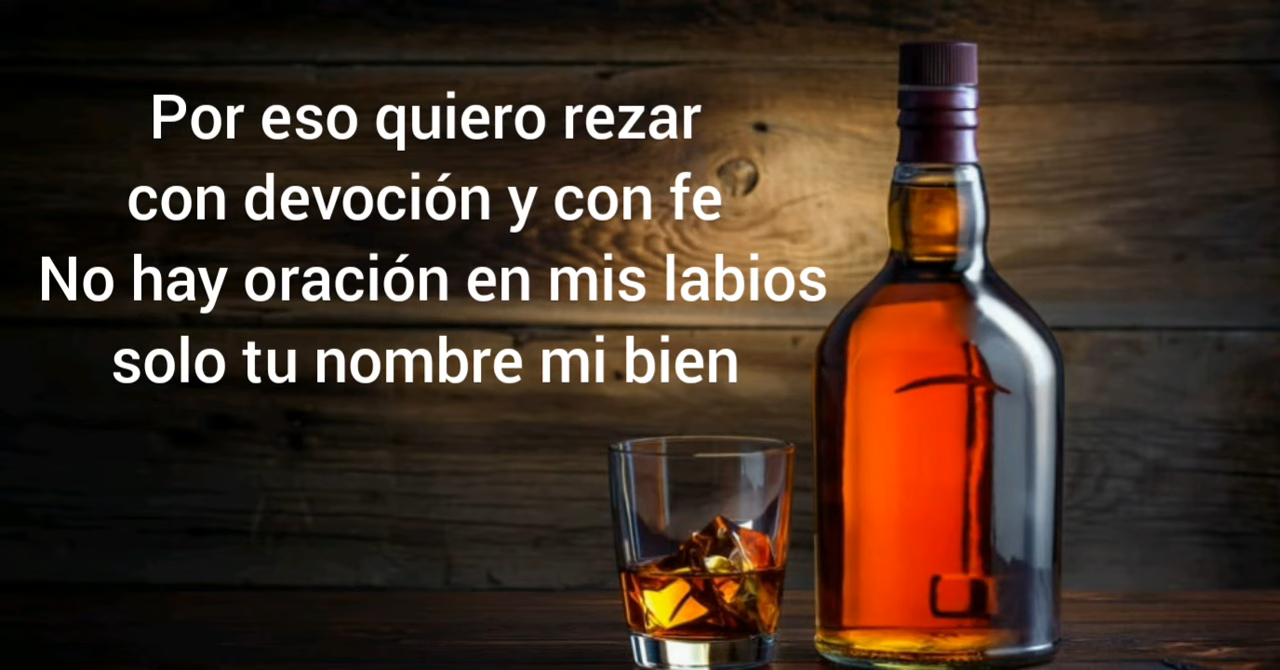 Por eso quiero rezar
con devoción y con fe
No hay oración en mis labios
solo tu nombre mi bien